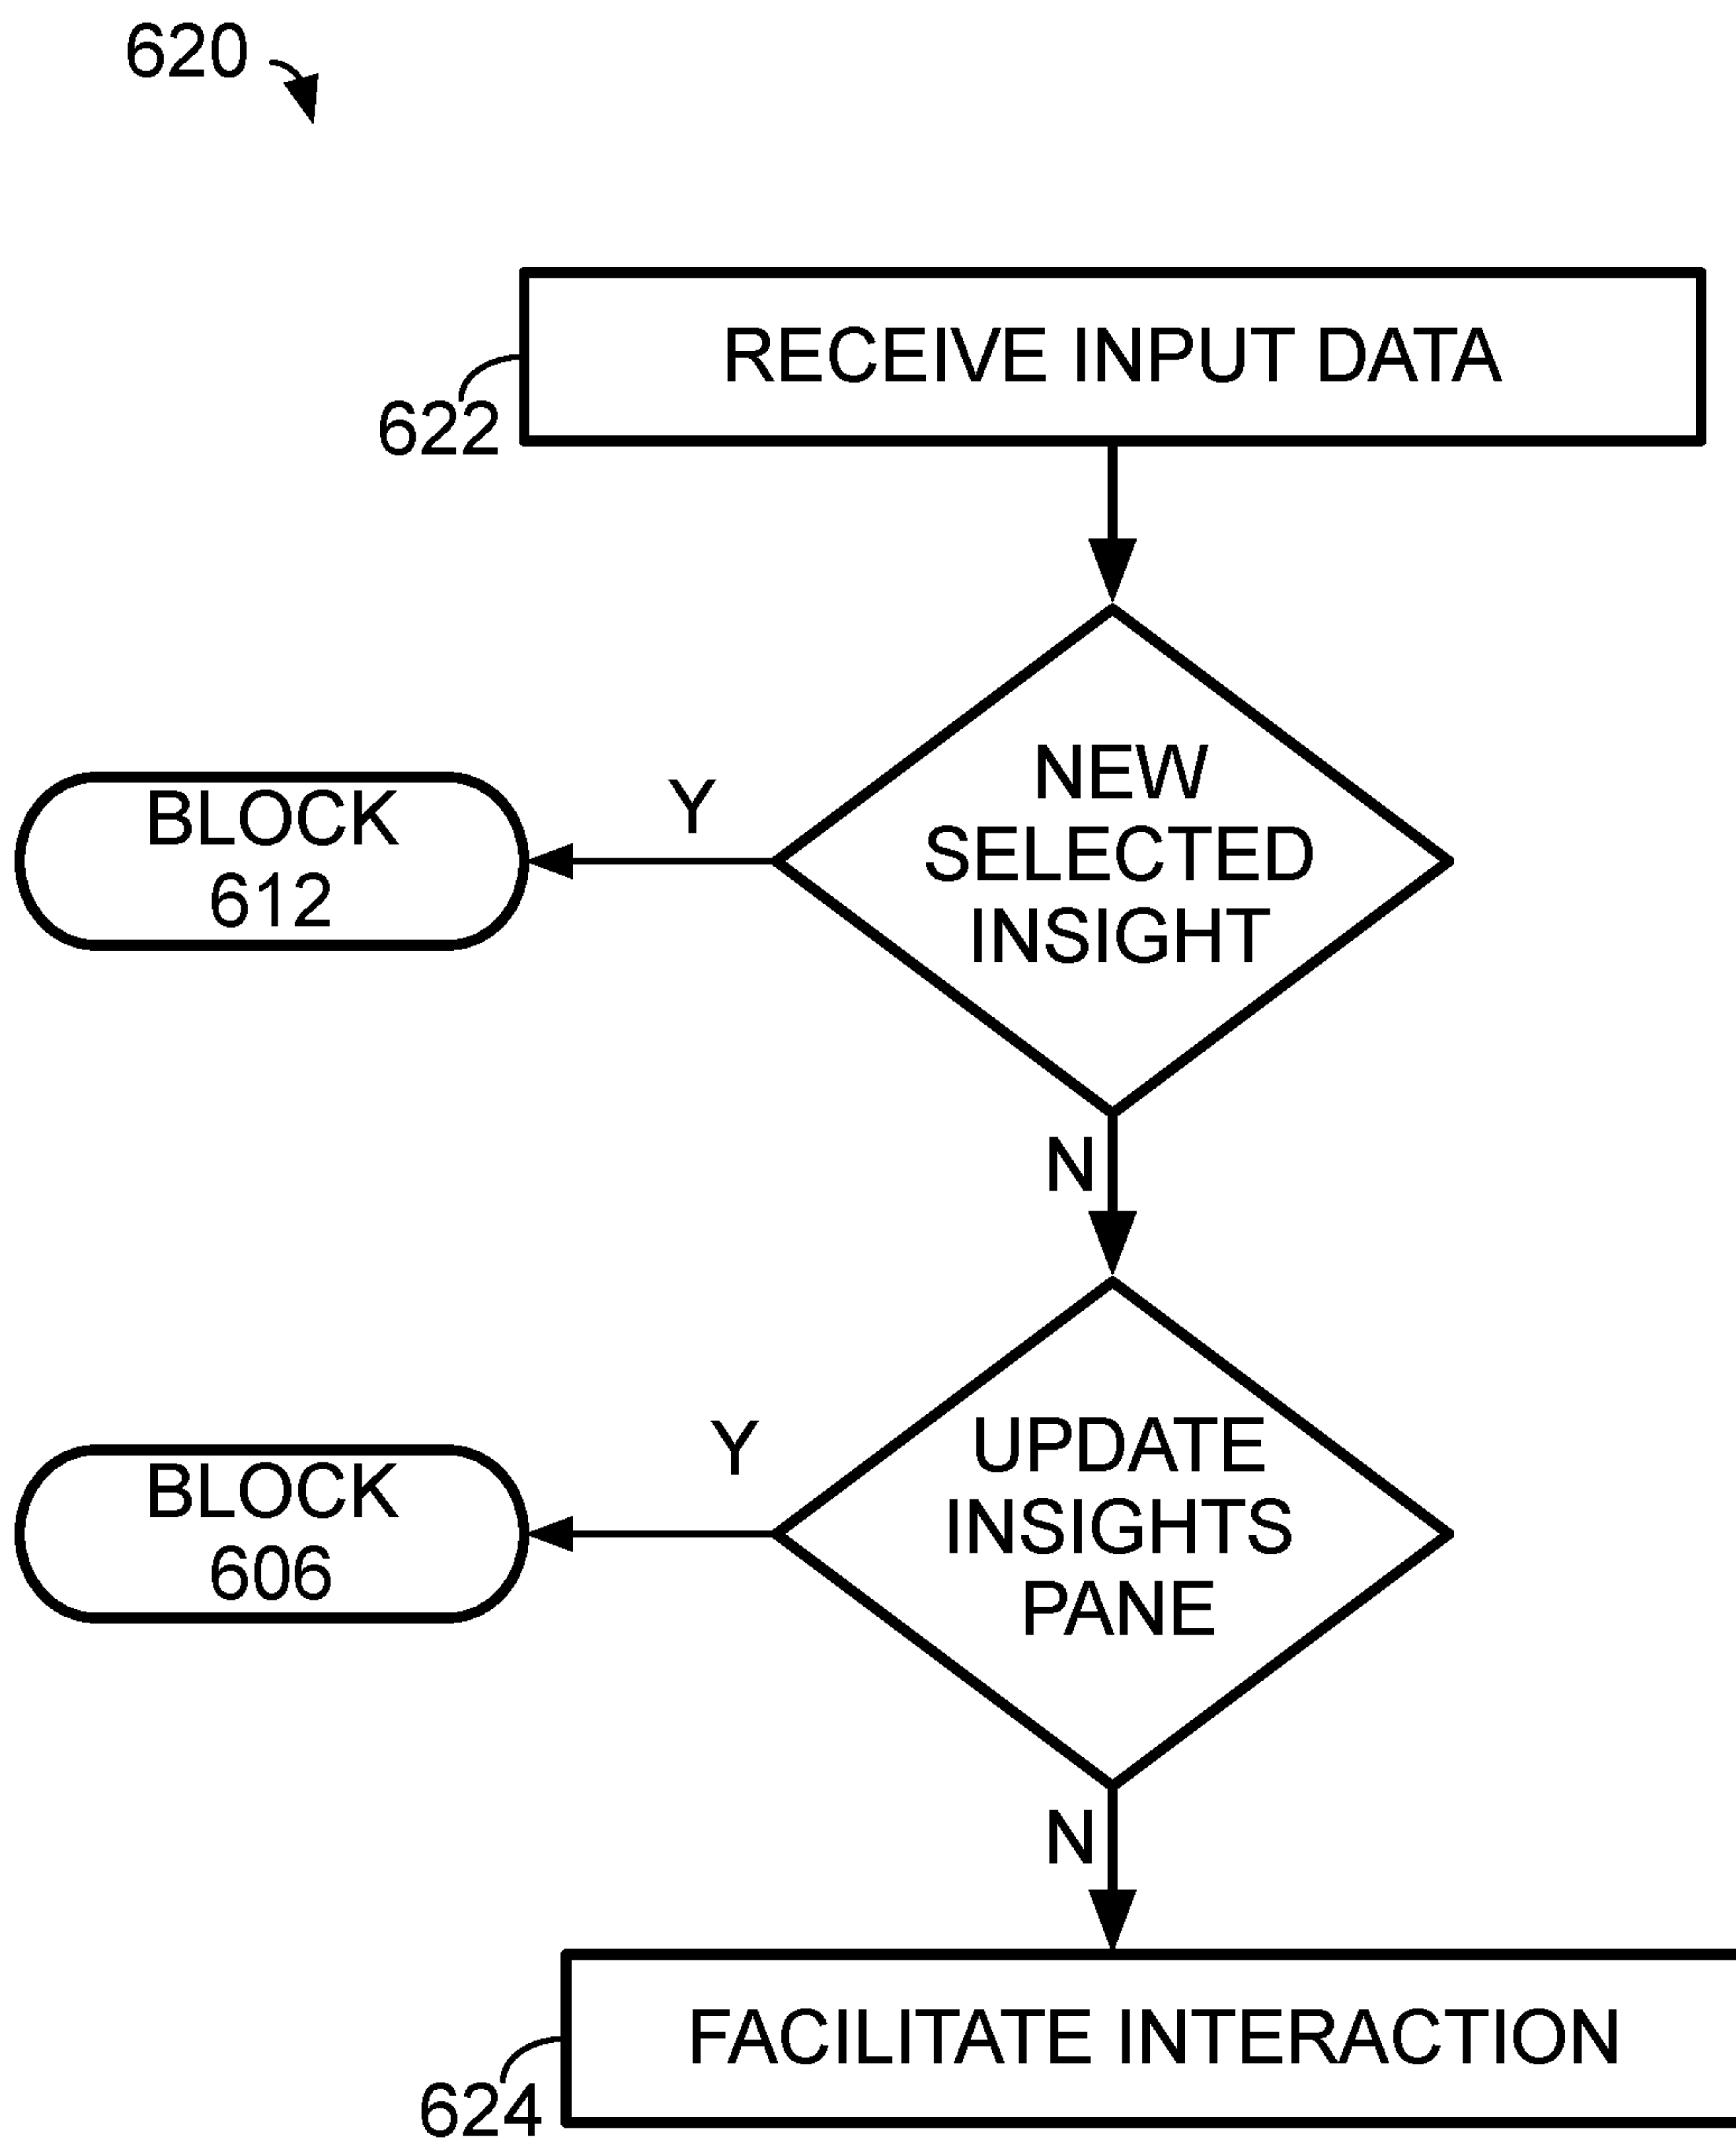 620
RECEIVE INPUT DATA
622
NEW
SELECTED
INSIGHT
Y
BLOCK
612
N
UPDATE
INSIGHTS
PANE
Y
BLOCK
606
N
FACILITATE INTERACTION
624